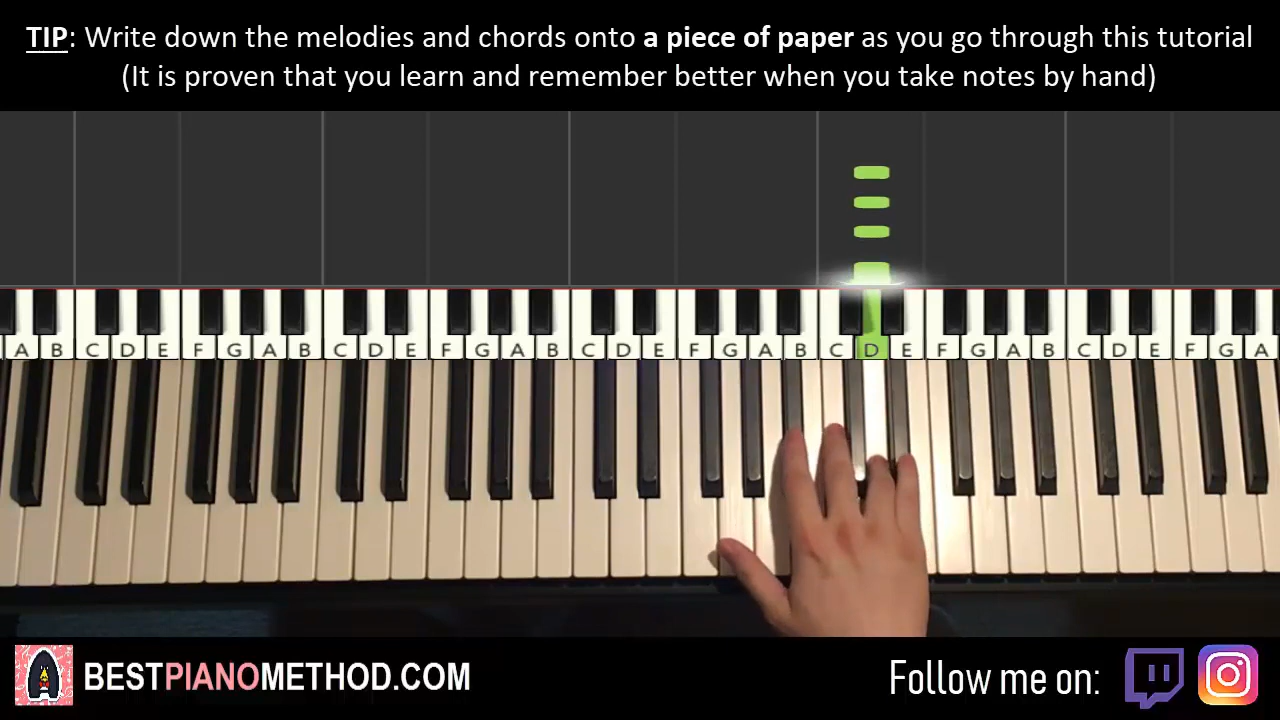 TIP: Write down the melodies and chords onto a piece of paper as you go through this tutorial
(It is proven that you learn and remember better when you take notes by hand)
A B C D E F G A B C D E F G A B C D E F G A B C D E F G A B C D E F G A
BESTPIANOMETHOD.COM
Follow me on: